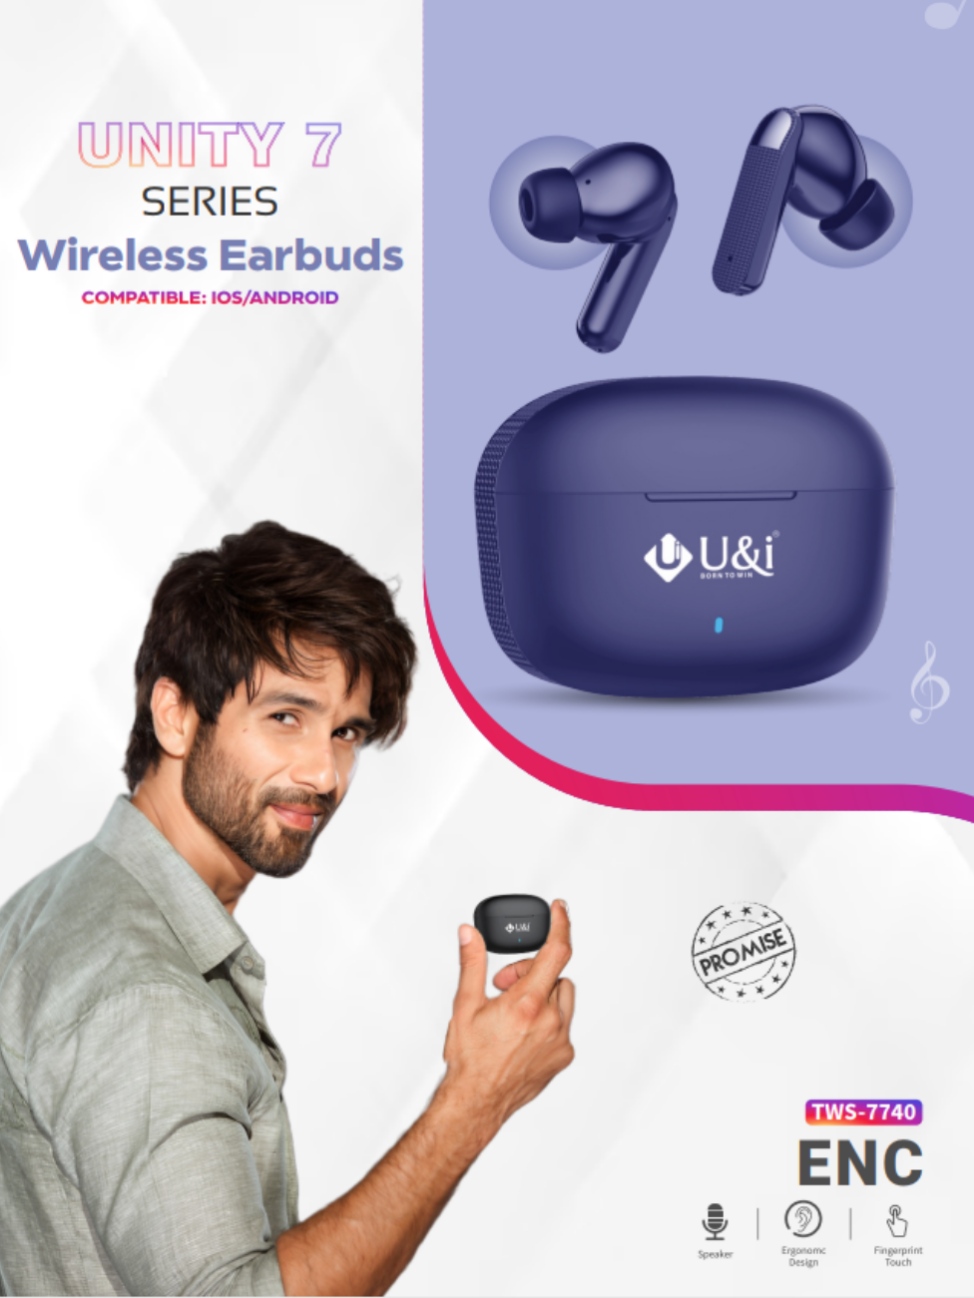 UNITY 7
SERIES
Wireless Earbuds
COMPATIBLE: IOS/ANDROID
U&i
BORN TO WIN
U&i
PROMISE
TWS-7740
ENC
Speaker
Ergonomc
Design
Fingerprint
Touch